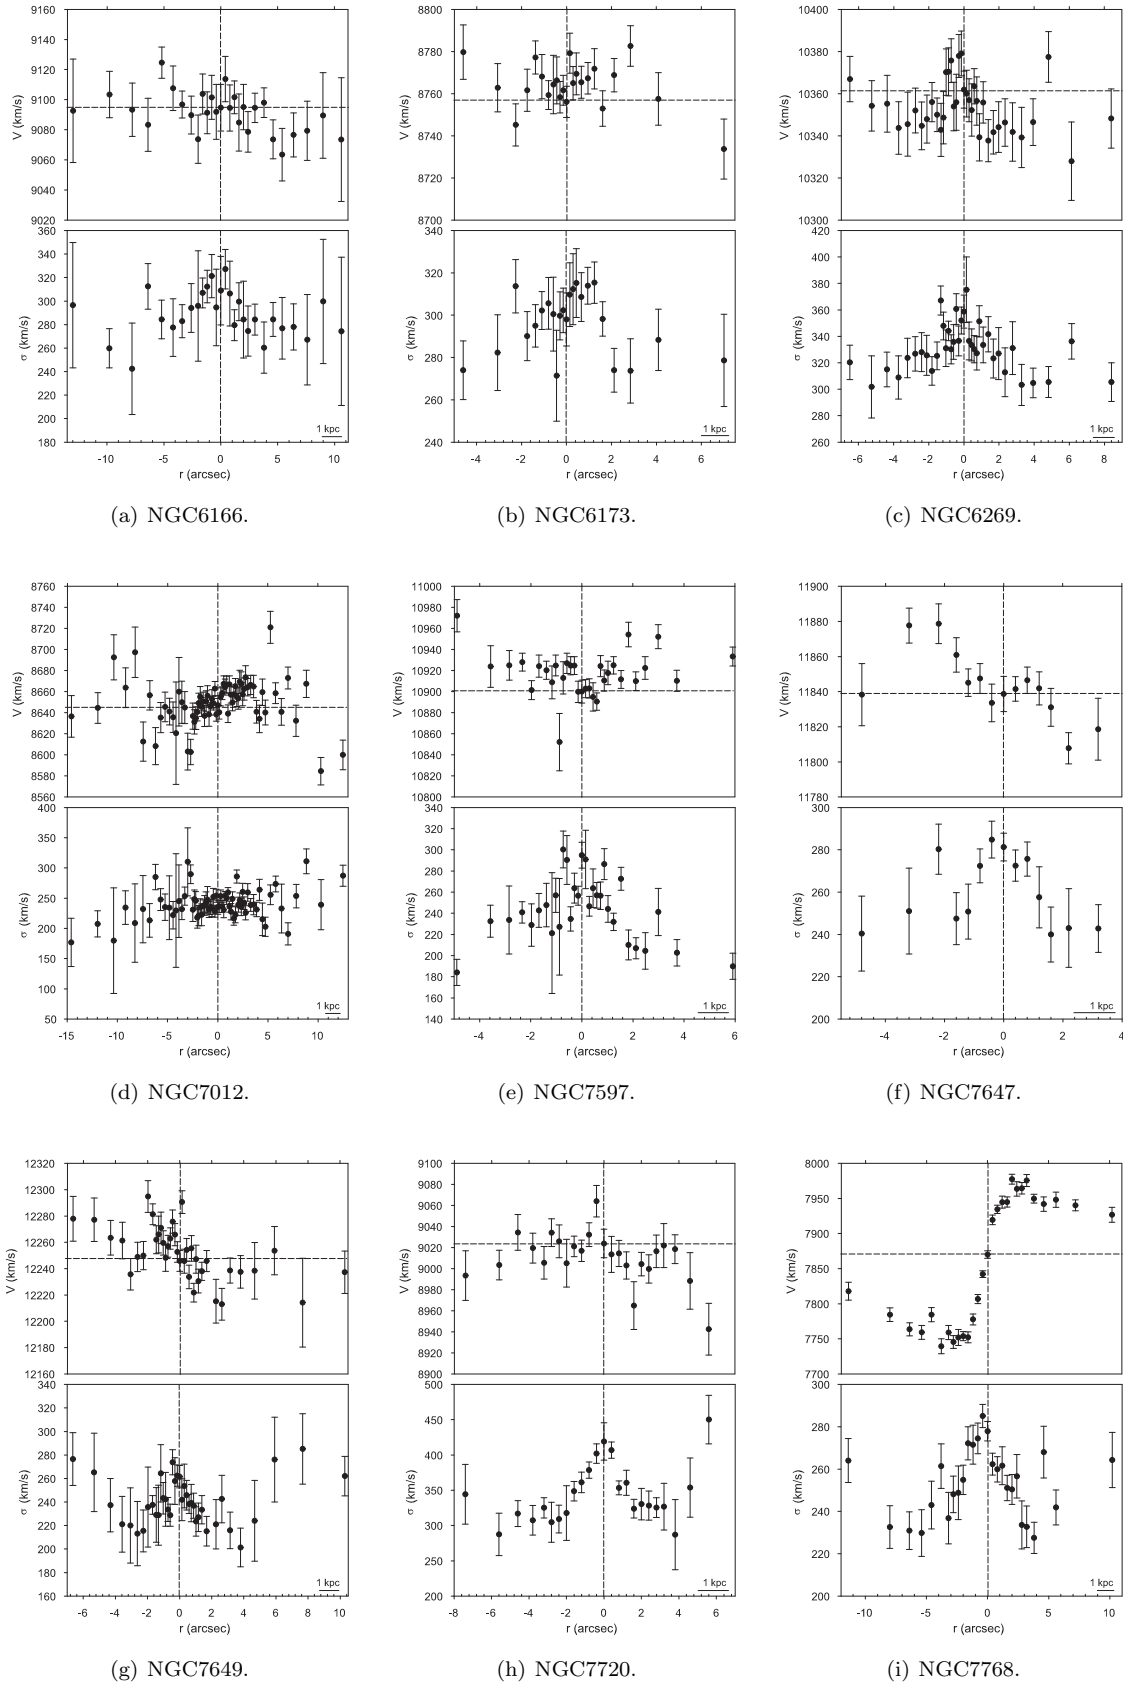 9160 8800 10400
9140 8780 10380
9120 8760 10360
9100 8740 10340
9080 8720 10320
9060 8700 10300
9040
9020
V (km/s) V (km/s) V (km/s)
360 340 420
340 320 400
320 300 380
300 280 360
280 260 340
260 240 320
240 300
220 280
200 260
180
σ (km/s) σ (km/s) σ (km/s)
1 kpc 1 kpc 1 kpc
-10 -5 0 5 10 -4 -2 0 2 4 6 -6 -4 -2 0 2 4 6 8
r (arcsec) r (arcsec) r (arcsec)
(a) NGC6166. (b) NGC6173. (c) NGC6269.
8760 11000 11900
8740 10980 11880
8720 10960 11860
8700 10940 11840
8680 10920 11820
8660 10900 11800
8640 10880 11780
8620 10860
8600 10840
8580 10820
8560 10800
V (km/s) V (km/s) V (km/s)
400 340 300
350 320 280
300 300 260
250 280 240
200 260 220
150 240 200
100 220
50 200
180
160
140
σ (km/s) σ (km/s) σ (km/s)
1 kpc 1 kpc 1 kpc
-15 -10 -5 0 5 10 -4 -2 0 2 4 6 -4 -2 0 2 4
r (arcsec) r (arcsec) r (arcsec)
(d) NGC7012. (e) NGC7597. (f) NGC7647.
12320 9100 8000
12300 9080 7950
12280 9060 7900
12260 9040 7850
12240 9020 7800
12220 9000 7750
12200 8980 7700
12180 8960
12160 8940
8920
8900
V (km/s) V (km/s) V (km/s)
340 500 300
320 450 280
300 400 260
280 350 240
260 300 220
240 250 200
220 200
200
180
160
σ (km/s) σ (km/s) σ (km/s)
1 kpc 1 kpc 1 kpc
-6 -4 -2 0 2 4 6 8 10 -8 -6 -4 -2 0 2 4 6 -10 -5 0 5 10
r (arcsec) r (arcsec) r (arcsec)
(g) NGC7649. (h) NGC7720. (i) NGC7768.